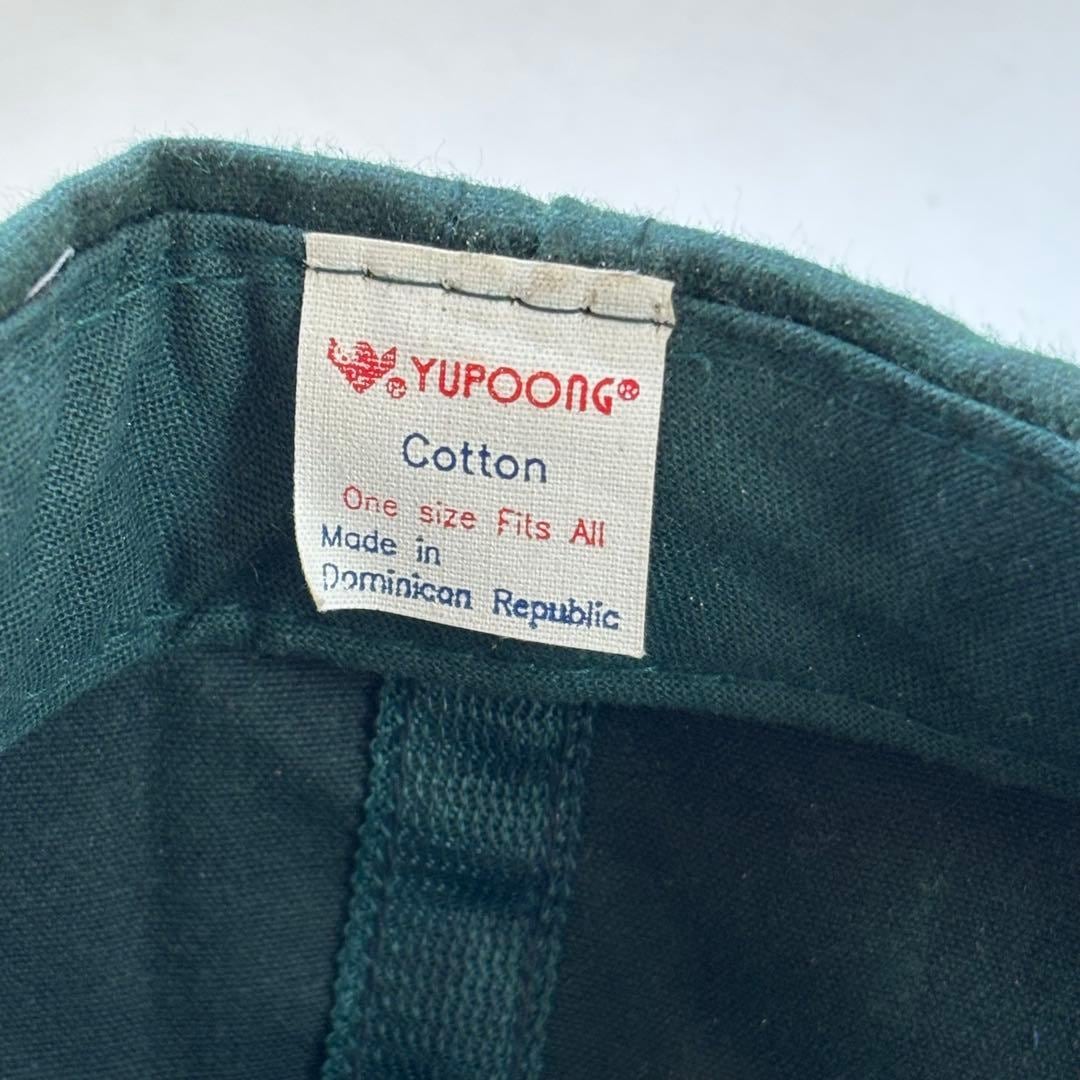 ® YUPOONG®
Cotton
One size Fits All
Made in
Dominican Republic